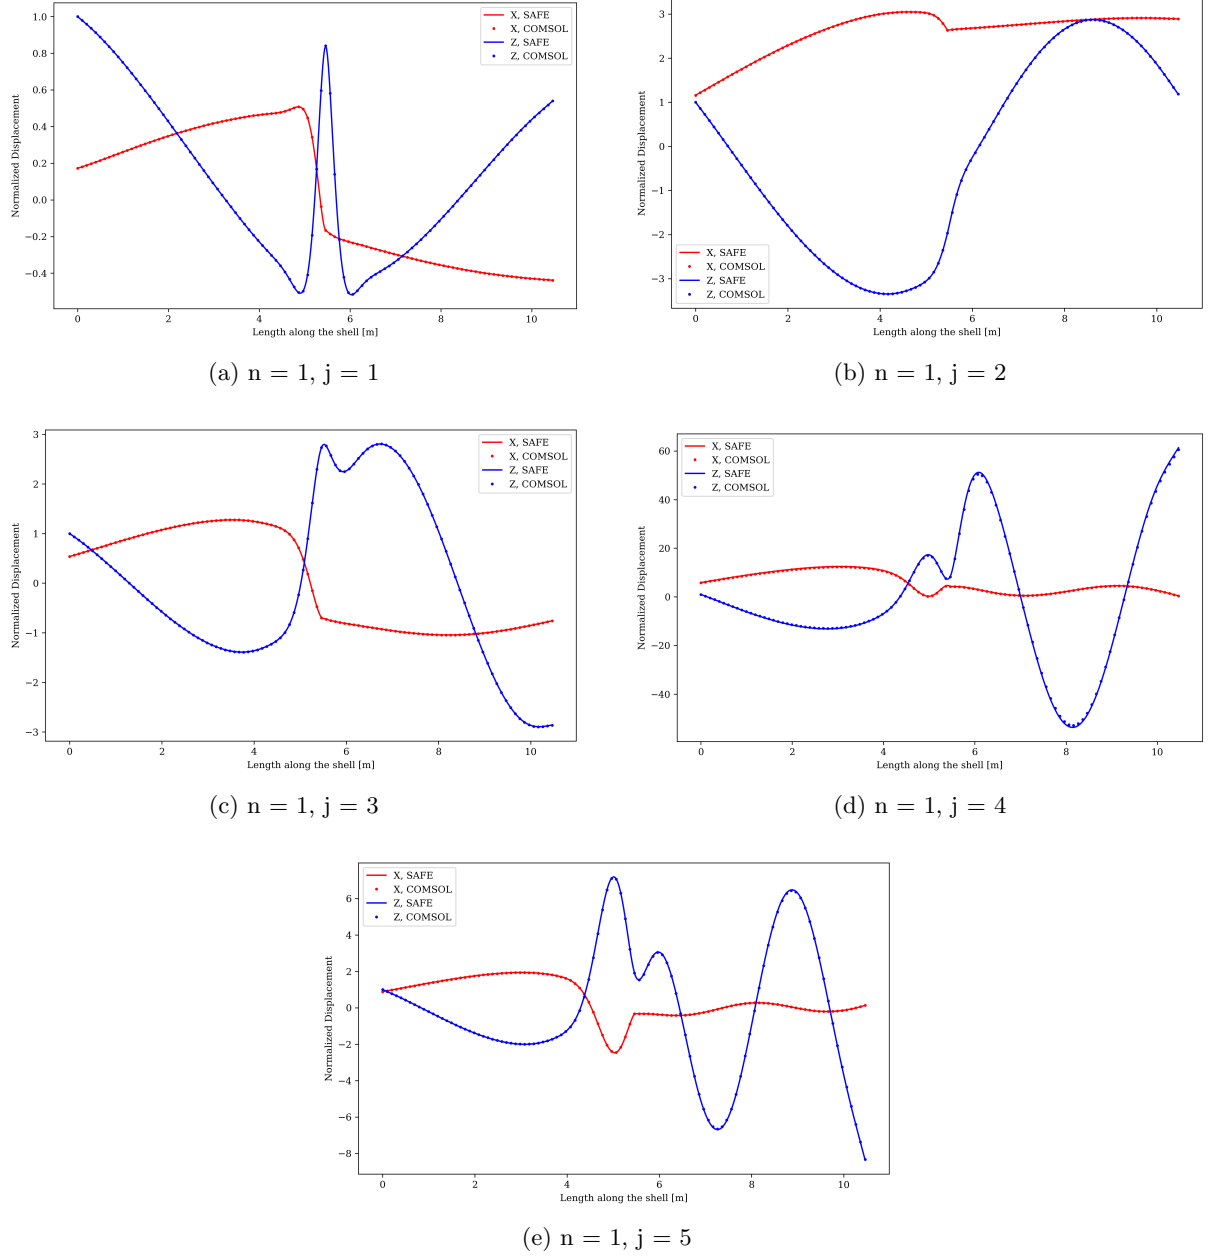 1.0
0.8
0.6
0.4
0.2
0.0
−0.2
−0.4
Normalized Displacement
X, SAFE
X, COMSOL
Z, SAFE
Z, COMSOL
0 2 4 6 8 10
Length along the shell [m]
(a) n = 1, j = 1
3
2
1
0
−1
−2
−3
Normalized Displacement
X, SAFE
X, COMSOL
Z, SAFE
Z, COMSOL
0 2 4 6 8 10
Length along the shell [m]
(b) n = 1, j = 2
3
2
1
0
−1
−2
−3
Normalized Displacement
X, SAFE
X, COMSOL
Z, SAFE
Z, COMSOL
0 2 4 6 8 10
Length along the shell [m]
(c) n = 1, j = 3
60
40
20
0
−20
−40
Normalized Displacement
X, SAFE
X, COMSOL
Z, SAFE
Z, COMSOL
0 2 4 6 8 10
Length along the shell [m]
(d) n = 1, j = 4
6
4
2
0
−2
−4
−6
−8
Normalized Displacement
X, SAFE
X, COMSOL
Z, SAFE
Z, COMSOL
0 2 4 6 8 10
Length along the shell [m]
(e) n = 1, j = 5